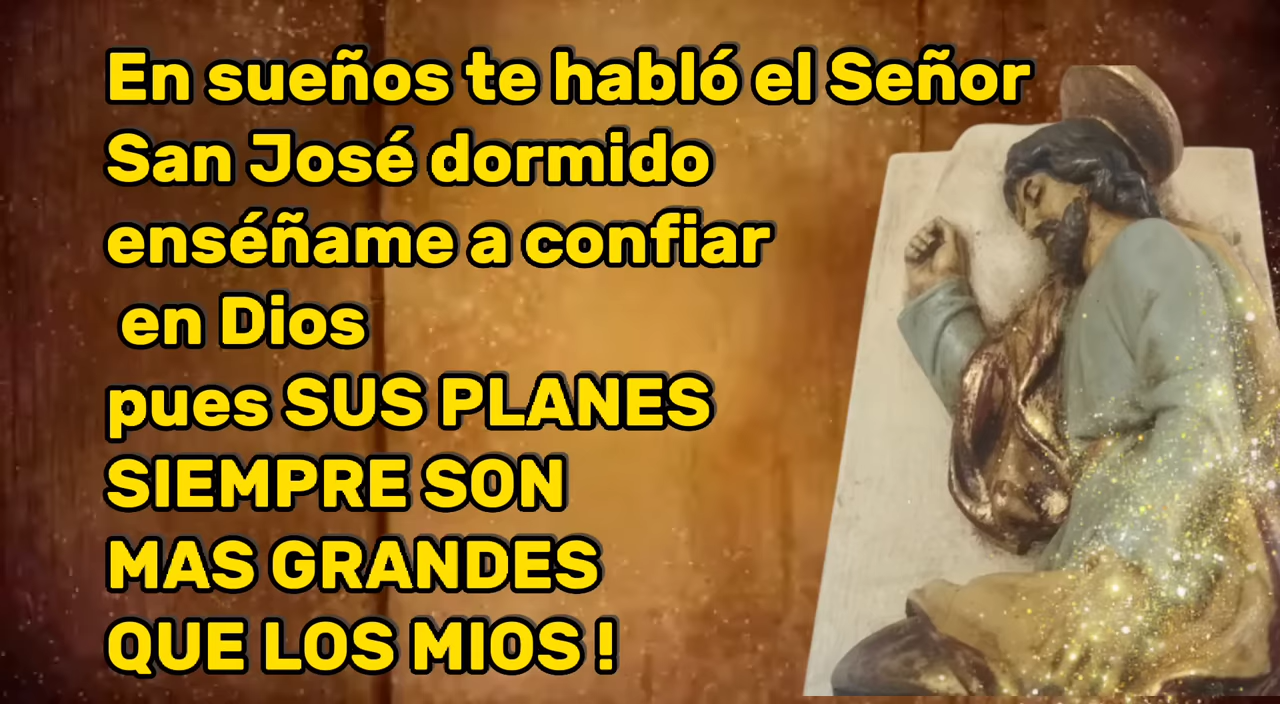 En sueños te habló el Señor
San José dormido
enséñame a confiar
en Dios
pues SUS PLANES
SIEMPRE SON
MAS GRANDES
QUE LOS MIOS !